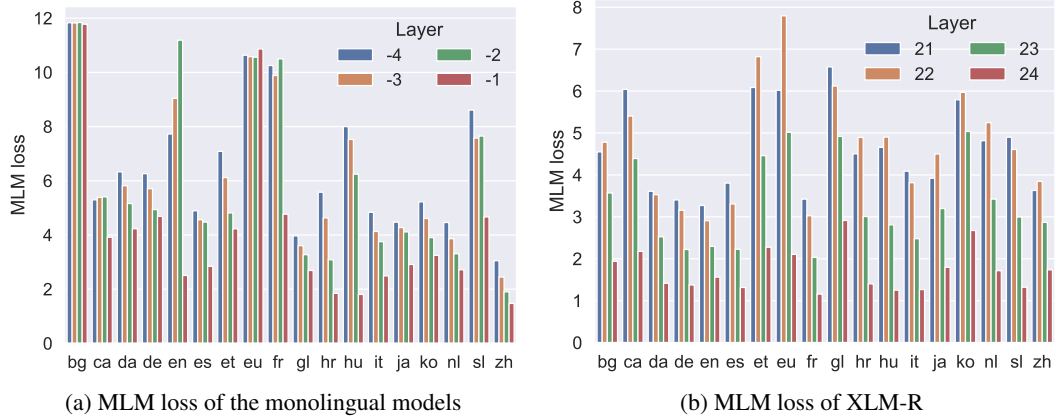 12
10
8
6
4
2
0
MLM loss
Layer
-4 -2
-3 -1
bg ca da de en es et eu fr gl hr hu it ja ko nl sl zh
(a) MLM loss of the monolingual models
8
7
6
5
4
3
2
1
0
MLM loss
Layer
21 23
22 24
bg ca da de en es et eu fr gl hr hu it ja ko nl sl zh
(b) MLM loss of XLM-R